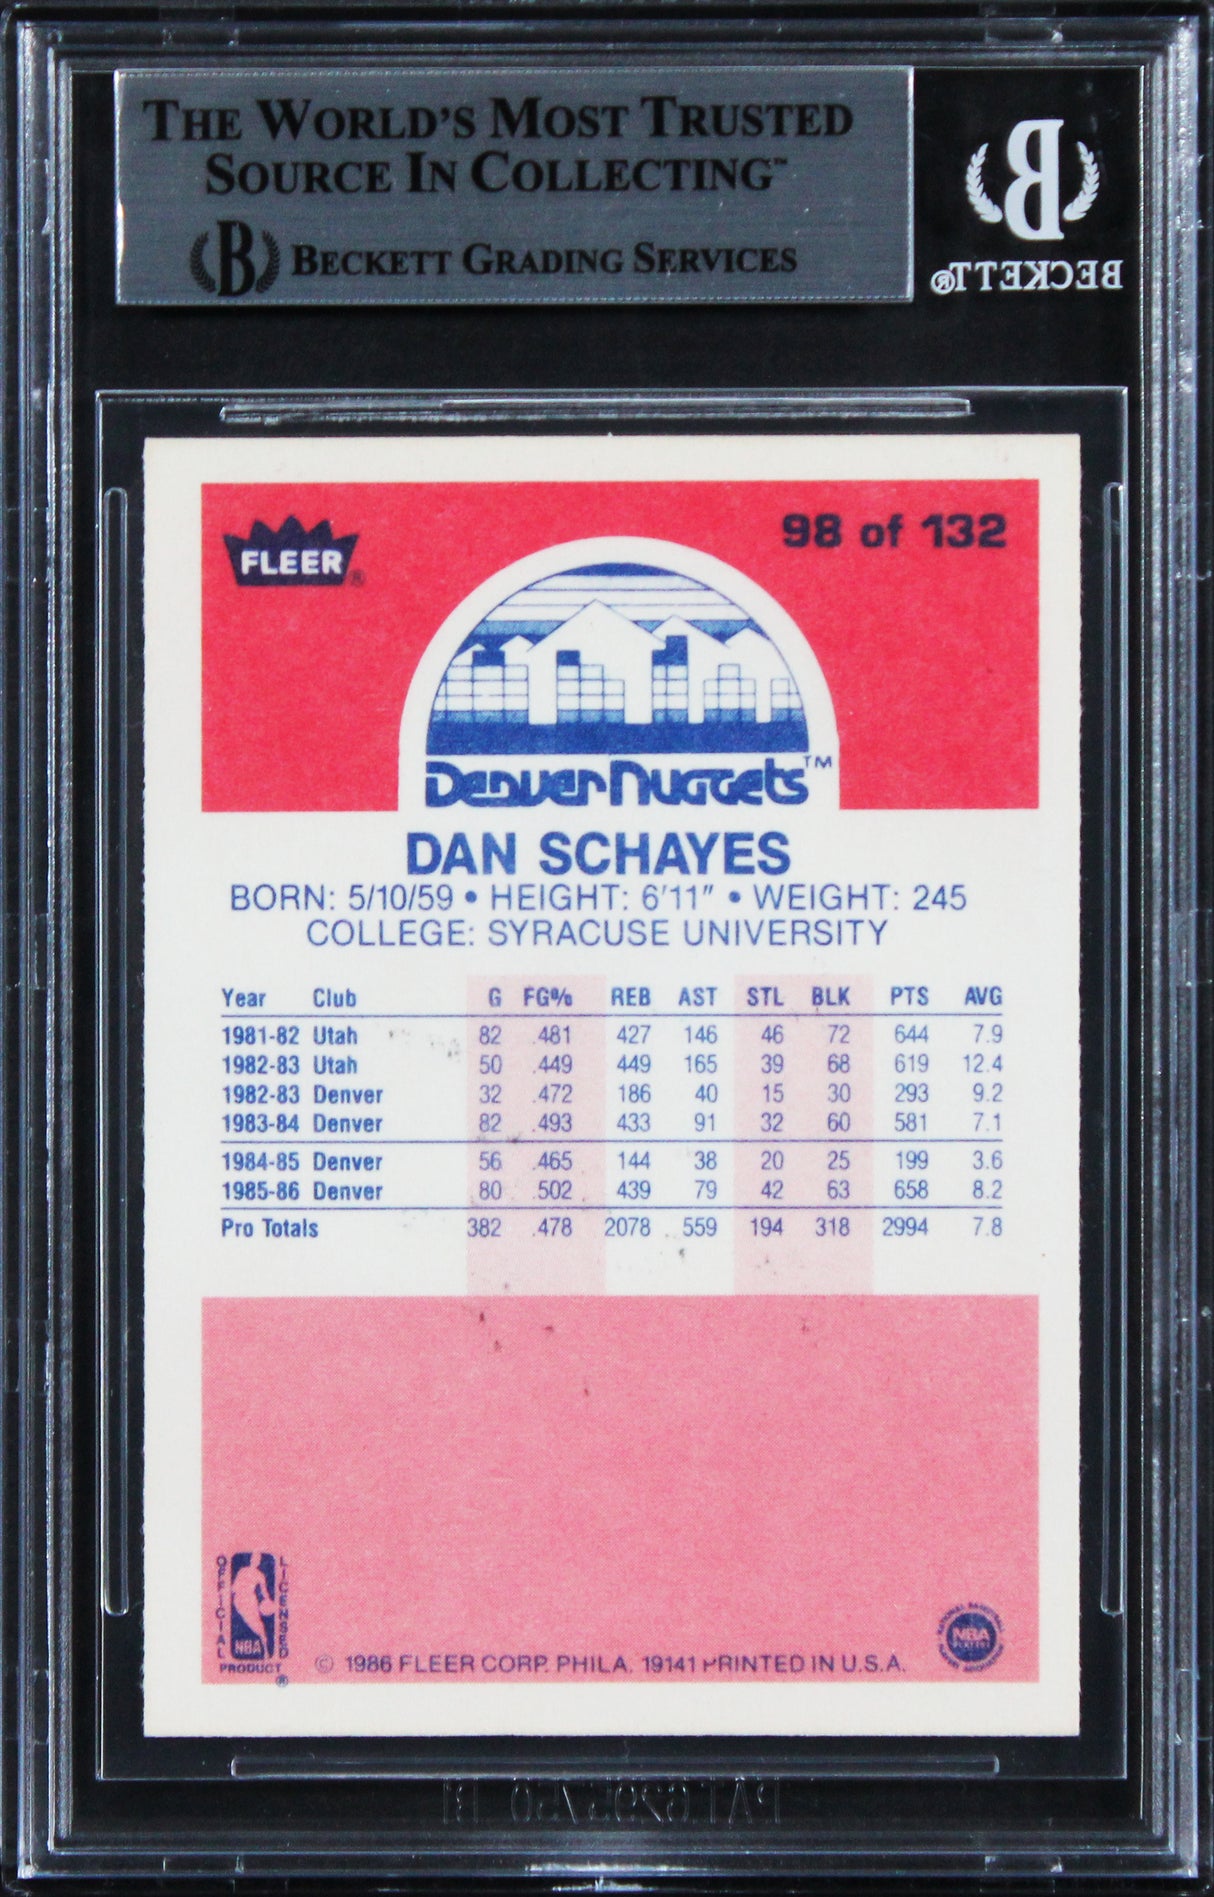 THE WORLD'S MOST TRUSTED
SOURCE IN COLLECTING™
B BECKETT GRADING SERVICES
B
BECKETT®
FLEER®
98 of 132
Denver Nuggets™
DAN SCHAYES
BORN: 5/10/59 • HEIGHT: 6'11" • WEIGHT: 245
COLLEGE: SYRACUSE UNIVERSITY
Year Club G FG% REB AST STL BLK PTS AVG
1981-82 Utah 82 .481 427 146 46 72 644 7.9
1982-83 Utah 50 .449 449 165 39 68 619 12.4
1982-83 Denver 32 .472 186 40 15 30 293 9.2
1983-84 Denver 82 .493 433 91 32 60 581 7.1
1984-85 Denver 56 .465 144 38 20 25 199 3.6
1985-86 Denver 80 .502 439 79 42 63 658 8.2
Pro Totals 382 .478 2078 559 194 318 2994 7.8
OFFICIAL LICENSED
NBA
PRODUCT®
© 1986 FLEER CORP. PHILA. 19141 PRINTED IN U.S.A.
NATIONAL BASKETBALL
NBA
PLAYERS